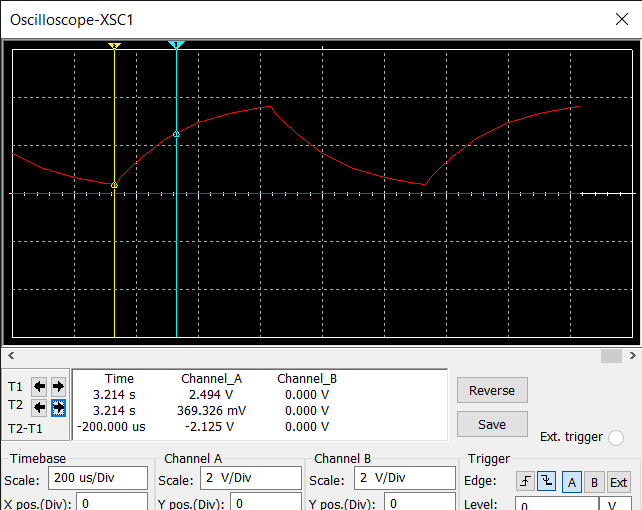 Oscilloscope-XSC1
2 1
T1 Time Channel_A Channel_B
3.214 s 2.494 V 0.000 V
T2 3.214 s 369.326 mV 0.000 V
T2-T1 -200.000 us -2.125 V 0.000 V
Reverse
Save
Ext. trigger
Timebase Channel A Channel B Trigger
Scale: 200 us/Div Scale: 2 V/Div Scale: 2 V/Div Edge: A B Ext
X pos.(Div): 0 Y pos.(Div): 0 Y pos.(Div): 0 Level: 0 V